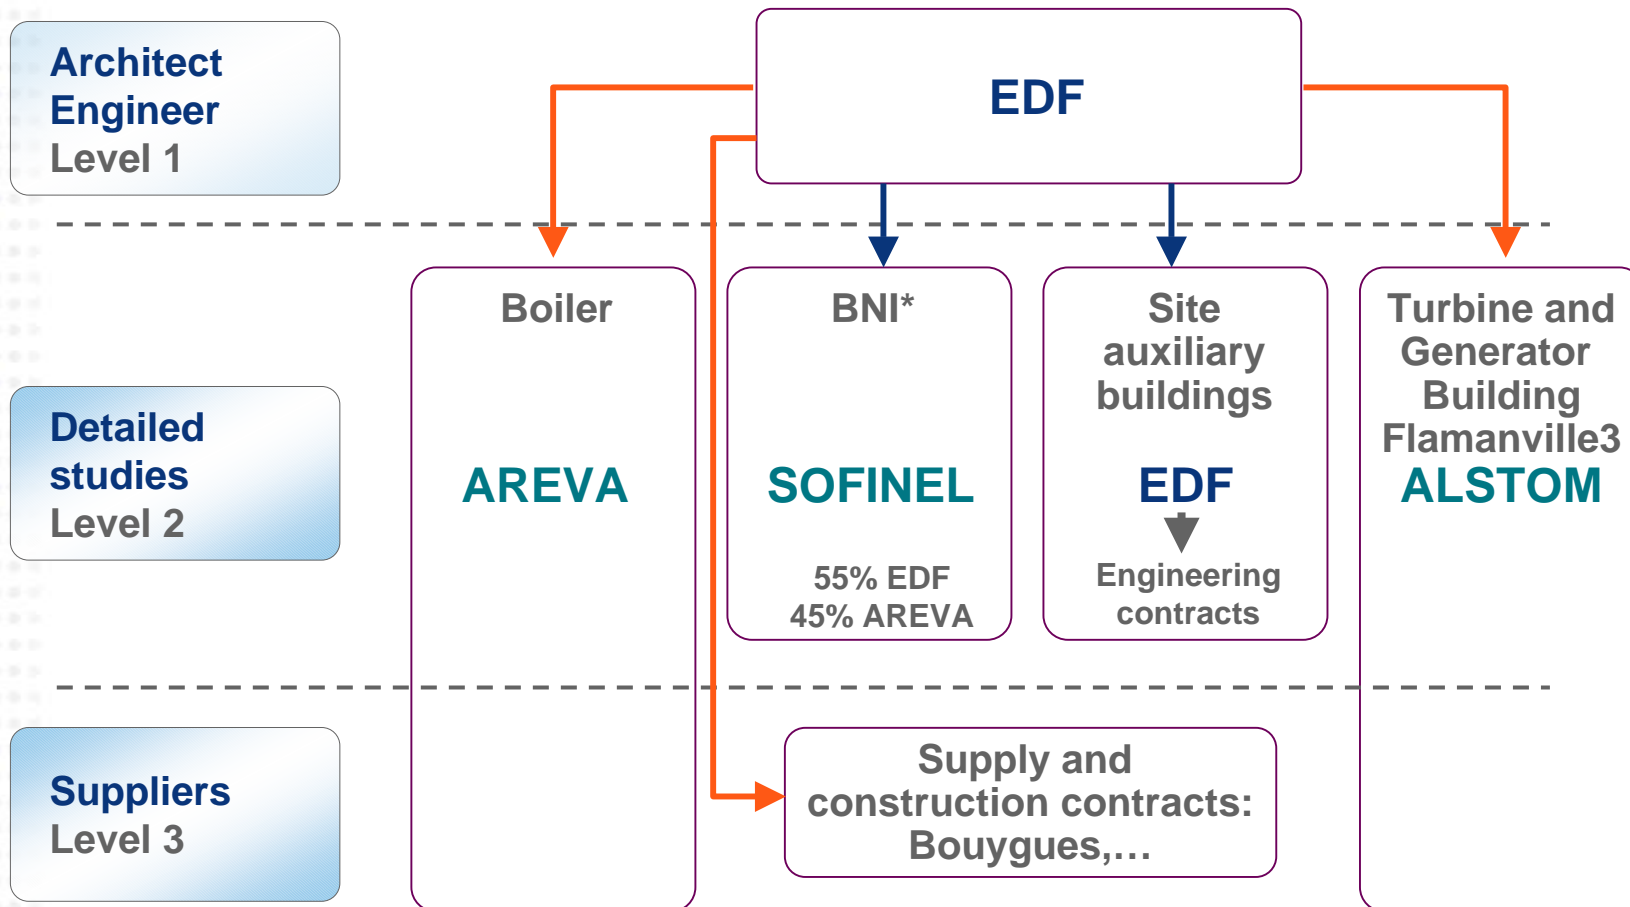 Architect
Engineer
Level 1
EDF
Boiler
BNI*
Site
auxiliary
buildings
Turbine and
Generator
Building
Flamanville3
Detailed
studies
Level 2
AREVA
SOFINEL
EDF
ALSTOM
55% EDF
45% AREVA
Engineering
contracts
Suppliers
Level 3
Supply and
construction contracts:
Bouygues,…